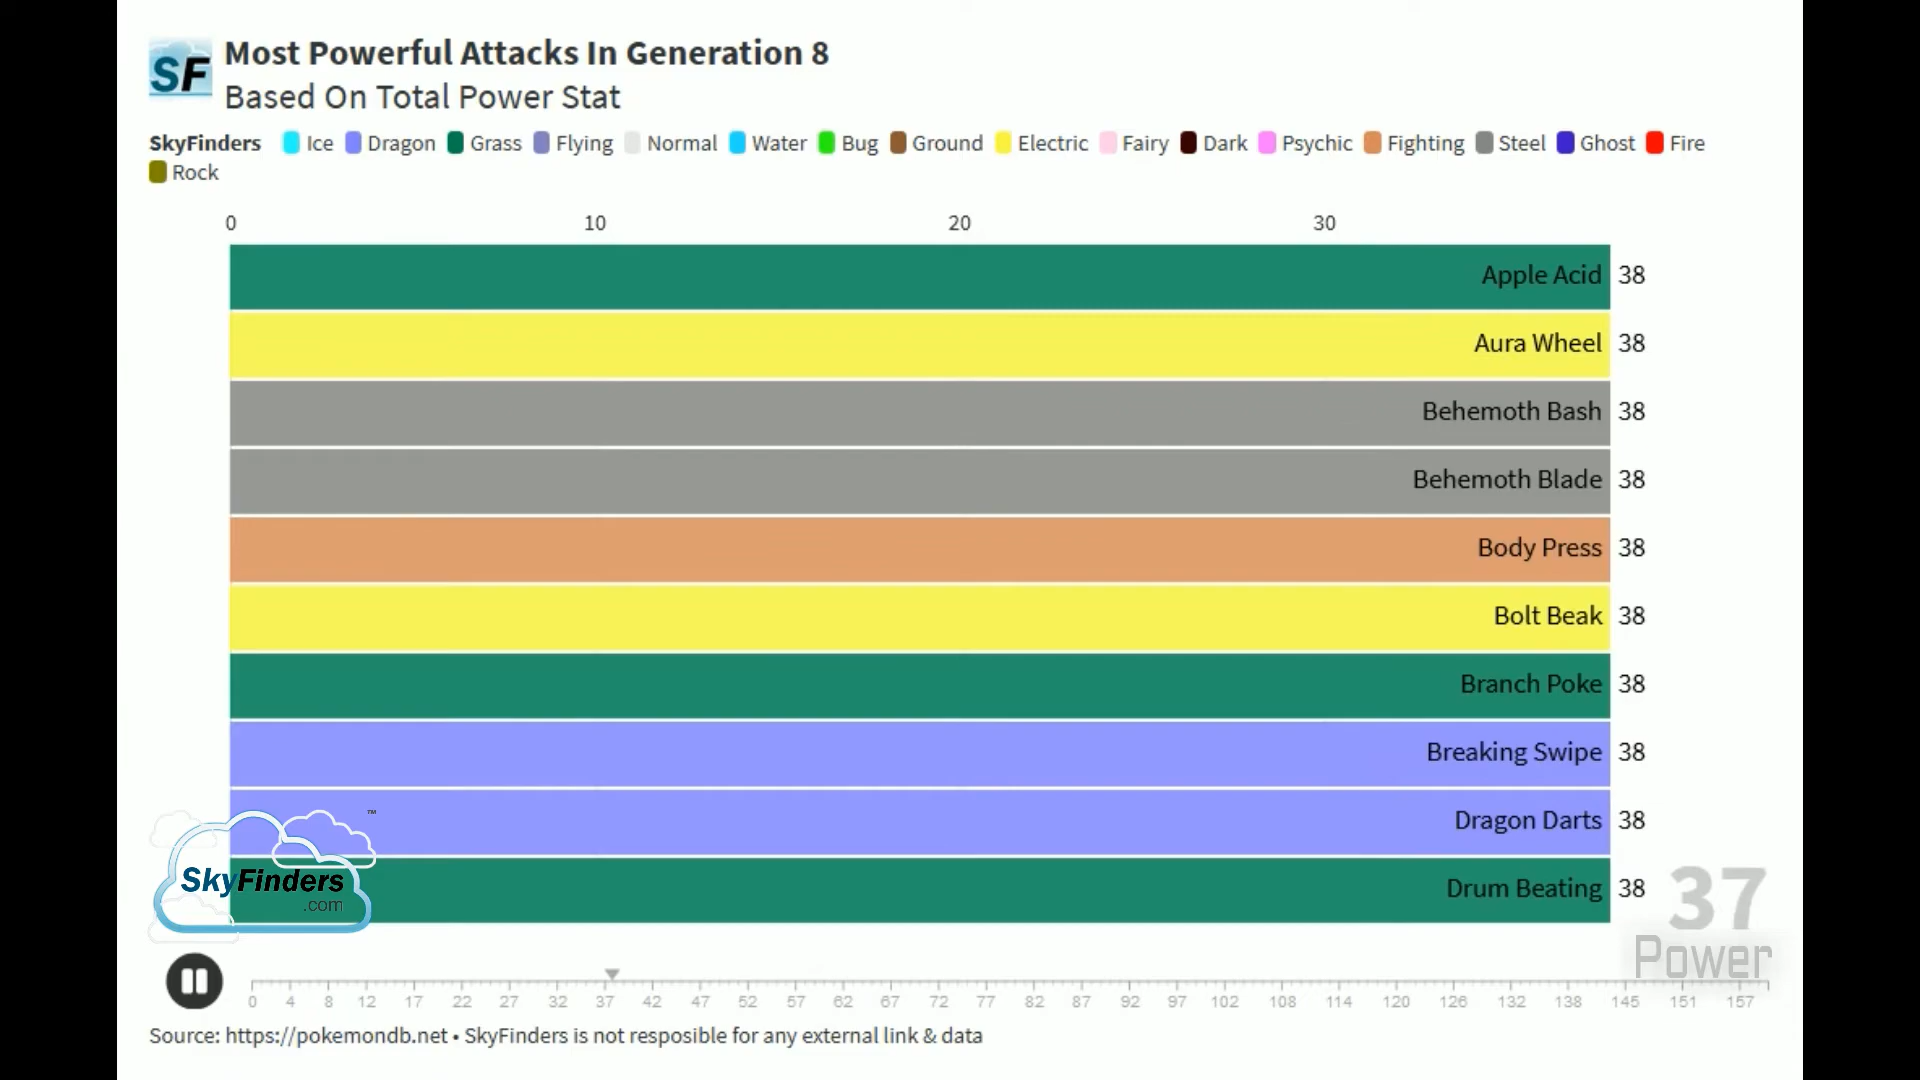 SF
Most Powerful Attacks In Generation 8
Based On Total Power Stat
SkyFinders Ice Dragon Grass Flying Normal Water Bug Ground Electric Fairy Dark Psychic Fighting Steel Ghost Fire
Rock
0 10 20 30
Apple Acid 38
Aura Wheel 38
Behemoth Bash 38
Behemoth Blade 38
Body Press 38
Bolt Beak 38
Branch Poke 38
Breaking Swipe 38
Dragon Darts 38
Drum Beating 38
SkyFinders ™
.com
37
Power
0 4 8 12 17 22 27 32 37 42 47 52 57 62 67 72 77 82 87 92 97 102 108 114 120 126 132 138 145 151 157
Source: https://pokemondb.net • SkyFinders is not resposible for any external link & data